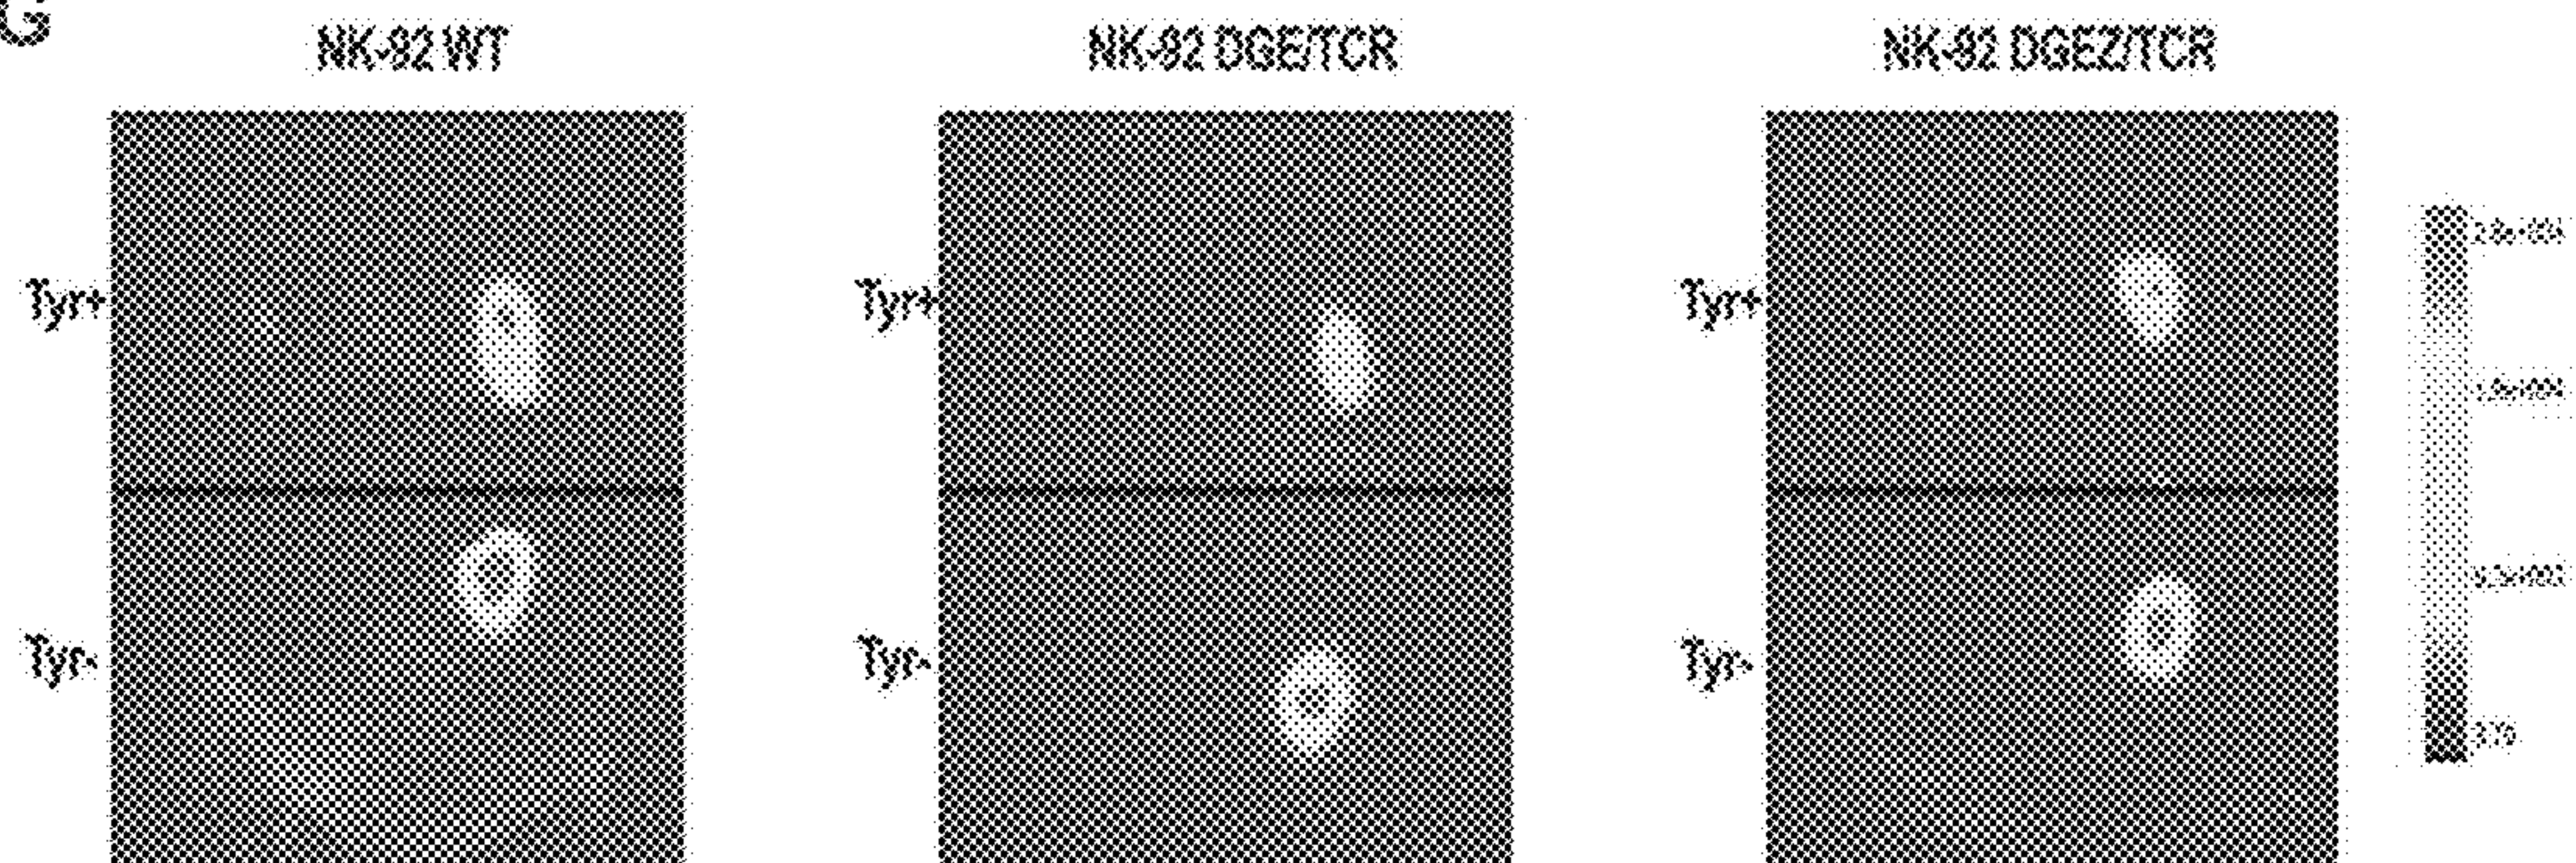 G
NK-92 WT NK-92 DGE/TCR NK-92 DGEZ/TCR
Tyr+ Tyr+ Tyr+
Tyr- Tyr- Tyr-